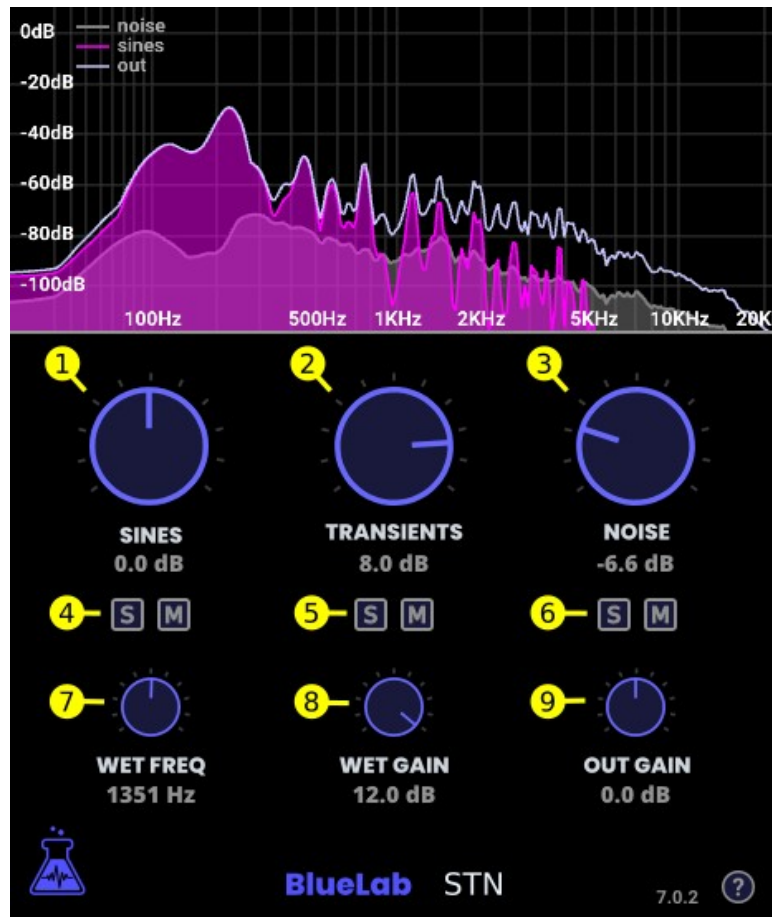 0dB
noise
sines
out
-20dB
-40dB
-60dB
-80dB
-100dB
100Hz 500Hz 1KHz 2KHz 5KHz 10KHz 20K
1 2 3
SINES TRANSIENTS NOISE
0.0 dB 8.0 dB -6.6 dB
4 S M 5 S M 6 S M
7 8 9
WET FREQ WET GAIN OUT GAIN
1351 Hz 12.0 dB 0.0 dB
BlueLab STN
7.0.2 ?